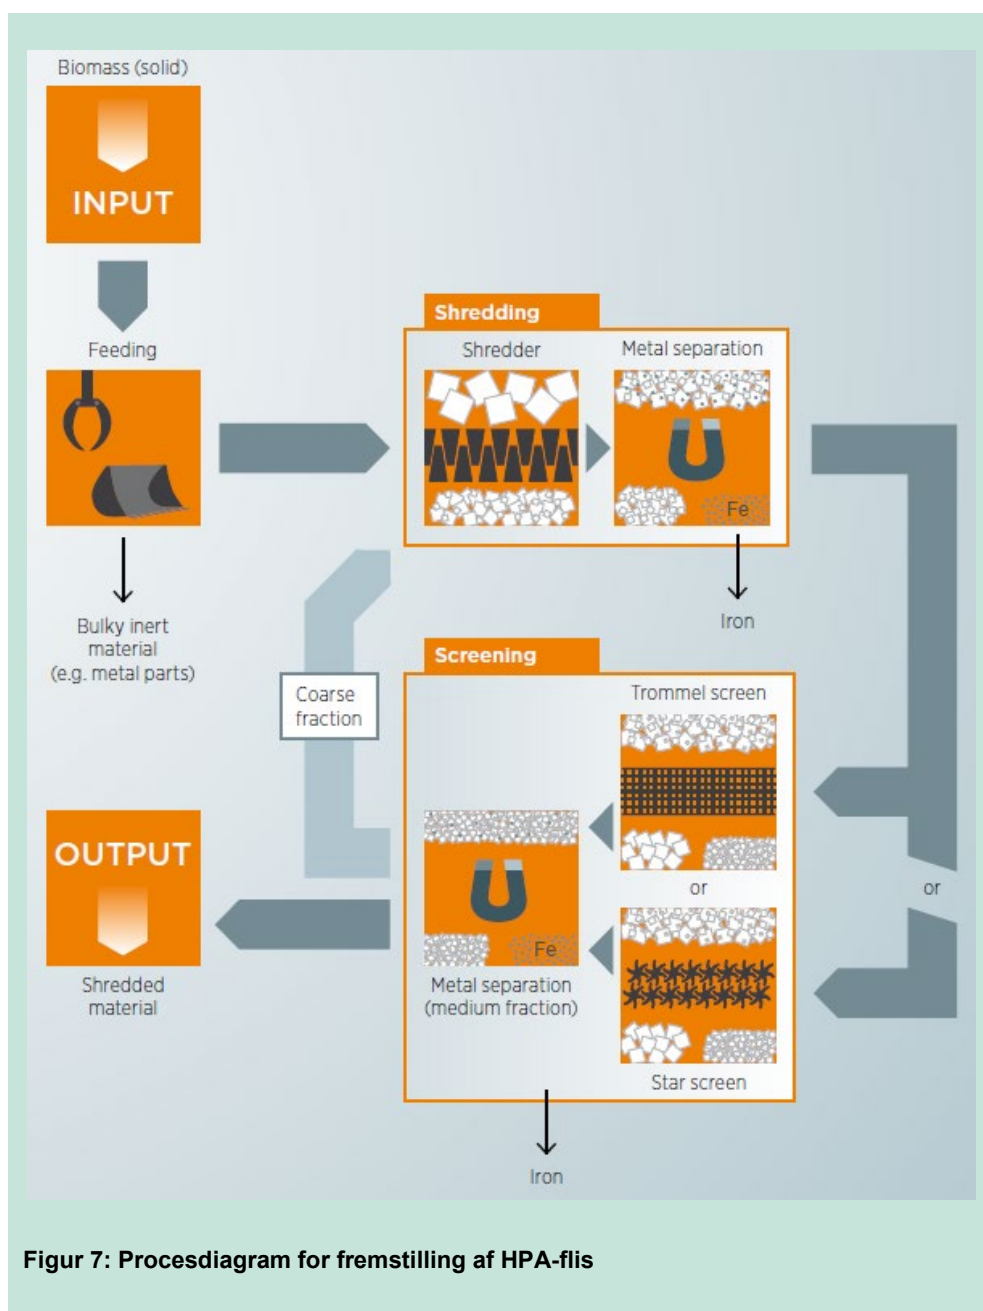 Biomass (solid)
INPUT
Feeding
Bulky inert
material
(e.g. metal parts)
Shredding
Shredder
Metal separation
Fe
Iron
Coarse
fraction
Screening
Trommel screen
or
Star screen
or
Fe
Metal separation
(medium fraction)
Iron
OUTPUT
Shredded
material
Figur 7: Procesdiagram for fremstilling af HPA-flis